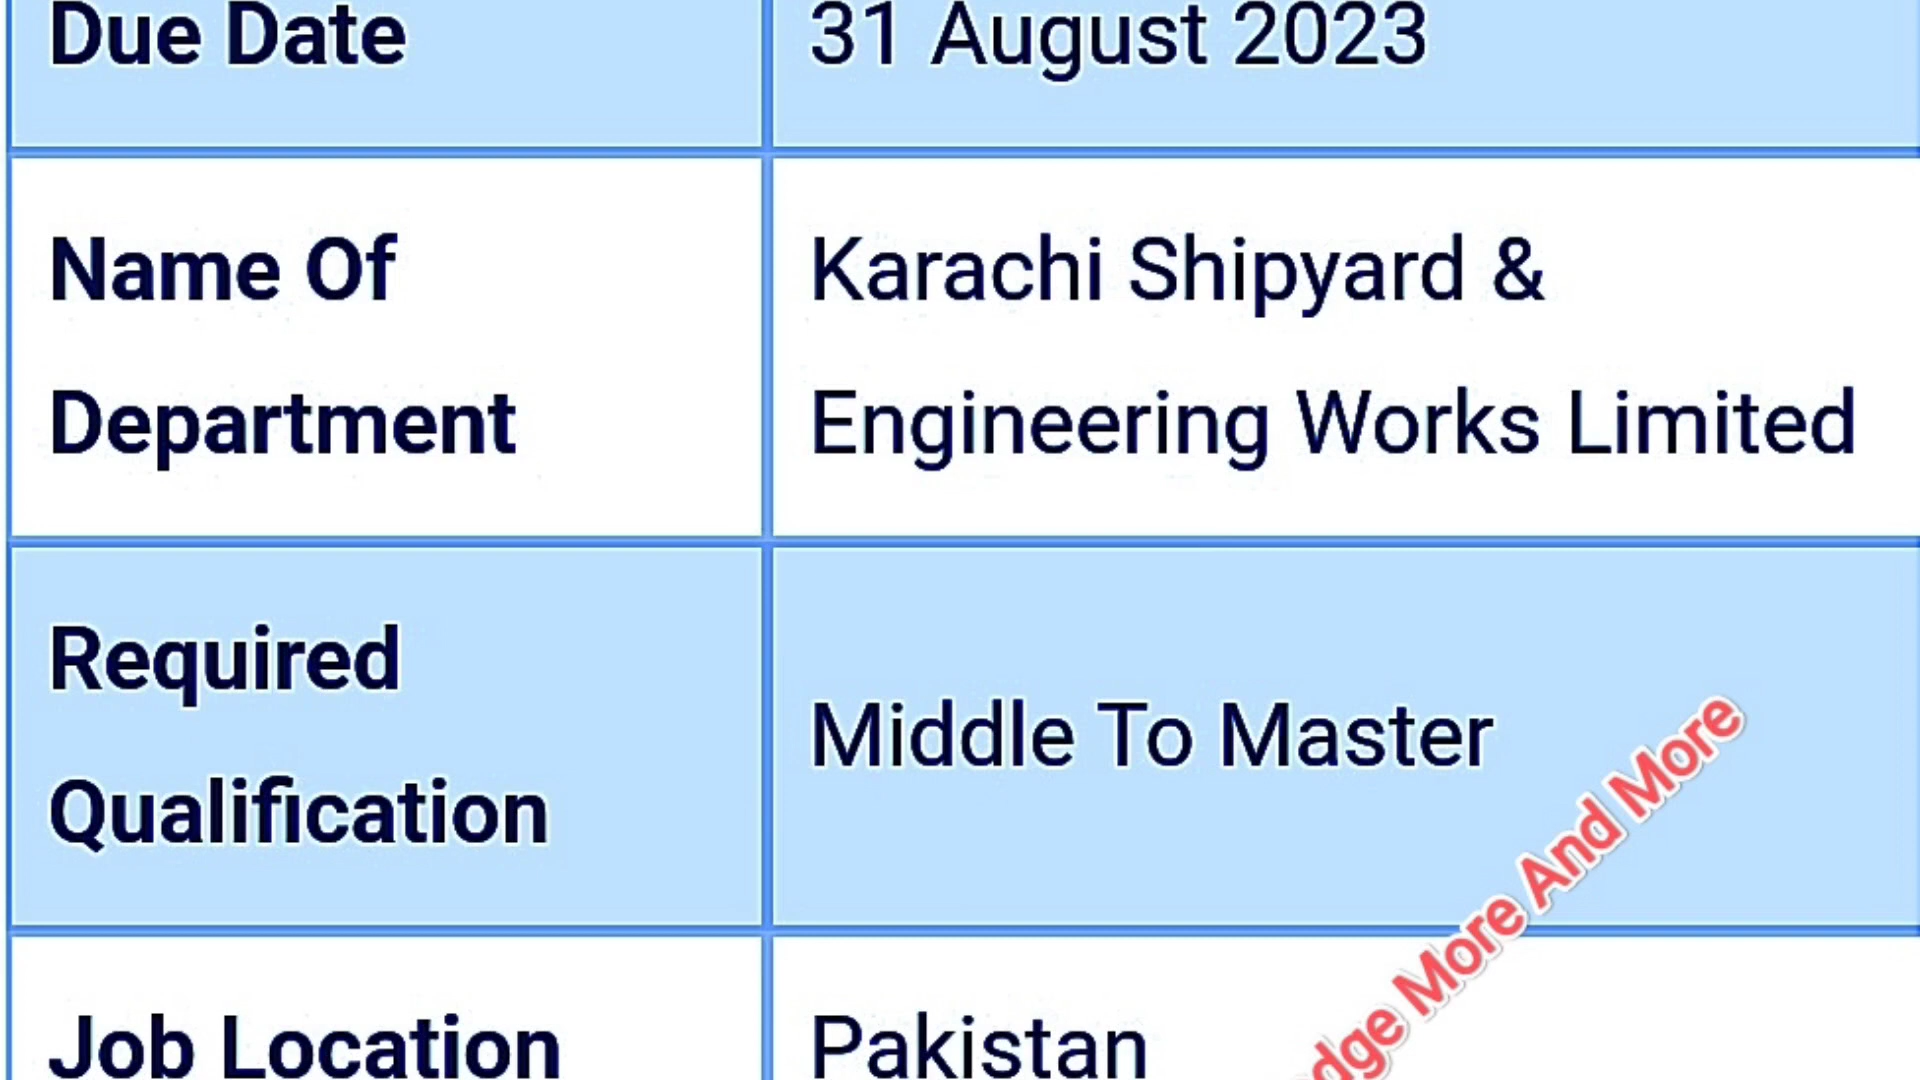 Due Date
31 August 2023
Name Of
Department
Karachi Shipyard &
Engineering Works Limited
Required
Qualification
Middle To Master
Job Location
Pakistan
More And More